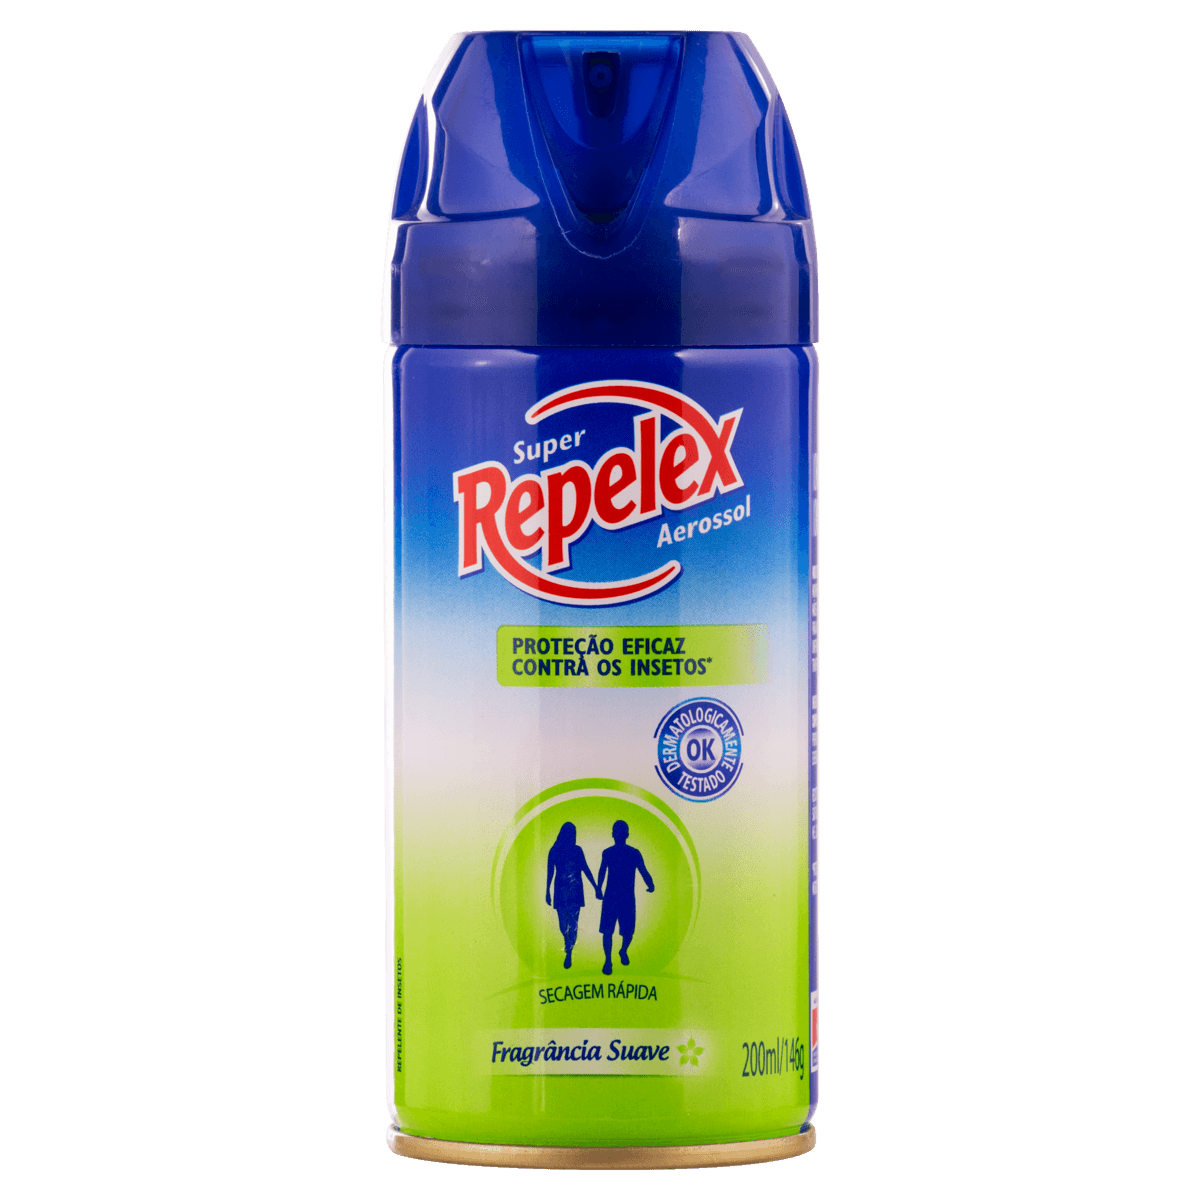 Super
Repelex
Aerossol
PROTEÇÃO EFICAZ
CONTRA OS INSETOS*
DERMATOLOGICAMENTE
OK
TESTADO
SECAGEM RÁPIDA
Fragrância Suave
200ml/146g
REPELENTE DE INSETOS